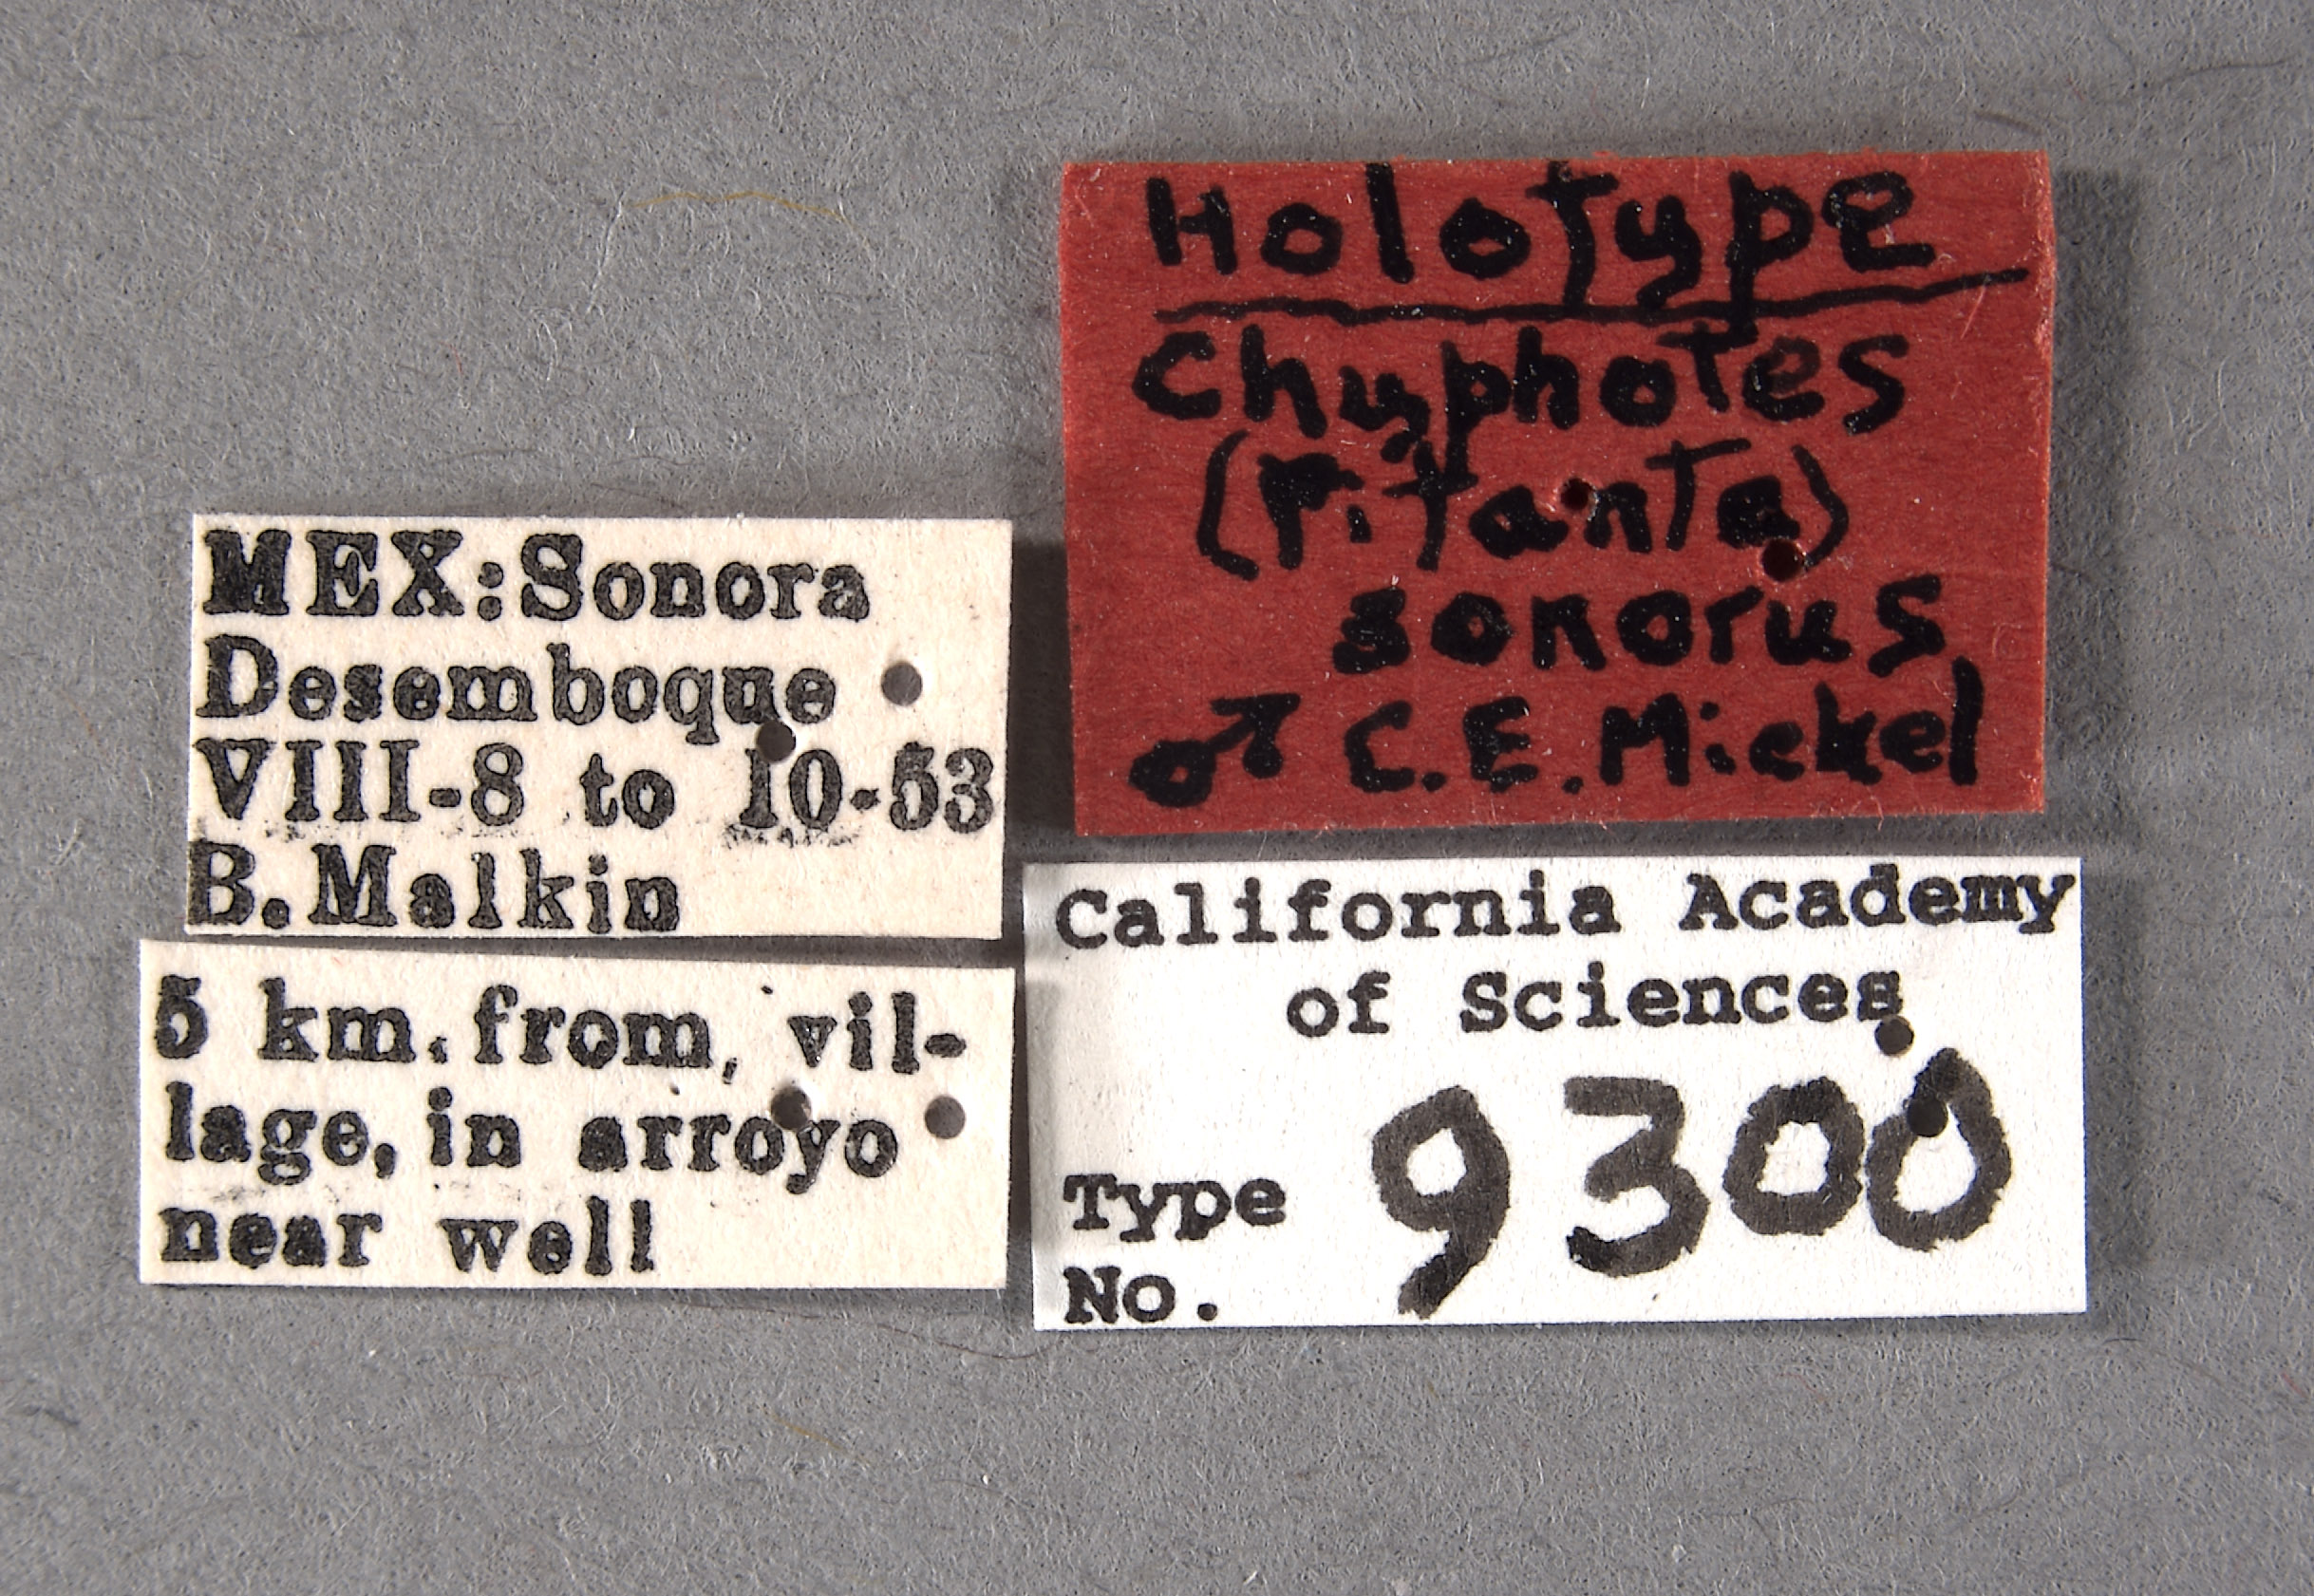 MEX:Sonora
Desemboque
VIII-8 to 10-53
B.Malkin
5 km. from, vil-
lage, in arroyo
near well
Holotype
Chyphotes
(Pitanta)
sonorus
♂ C.E.Mickel
California Academy
of Sciences
Type
No. 9300